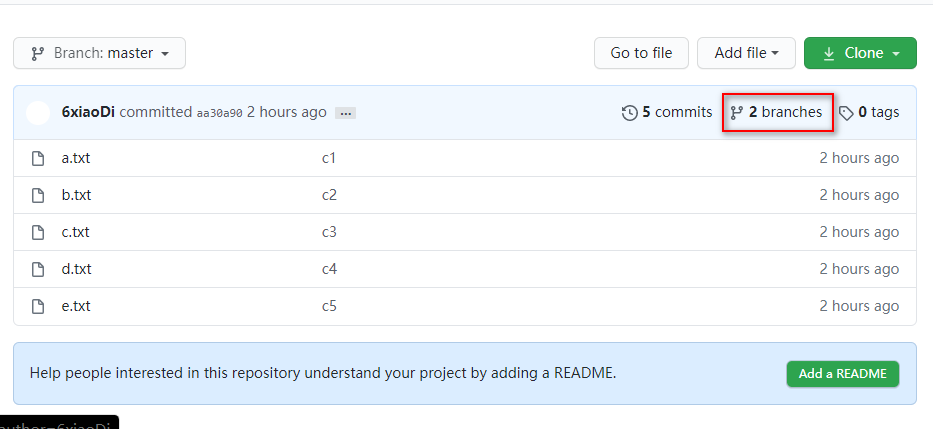 Branch: master Go to file Add file Clone
6xiaoDi committed aa30a90 2 hours ago ... 5 commits 2 branches 0 tags
a.txt c1 2 hours ago
b.txt c2 2 hours ago
c.txt c3 2 hours ago
d.txt c4 2 hours ago
e.txt c5 2 hours ago
Help people interested in this repository understand your project by adding a README. Add a README
author=6xiaoDi